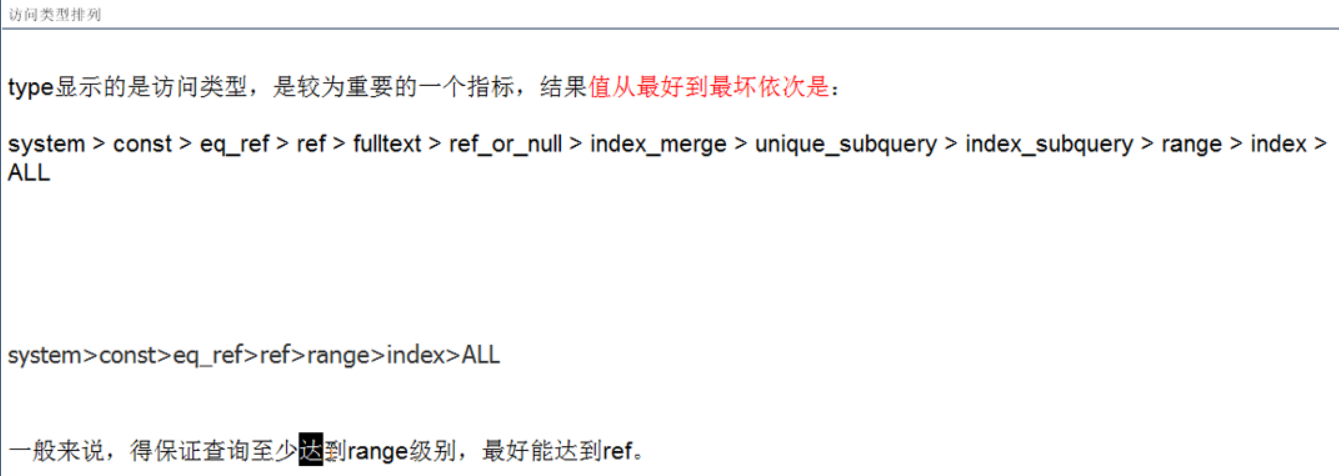 访问类型排列
type显示的是访问类型，是较为重要的一个指标，结果值从最好到最坏依次是：
system > const > eq_ref > ref > fulltext > ref_or_null > index_merge > unique_subquery > index_subquery > range > index >
ALL
system>const>eq_ref>ref>range>index>ALL
一般来说，得保证查询至少达到range级别，最好能达到ref。